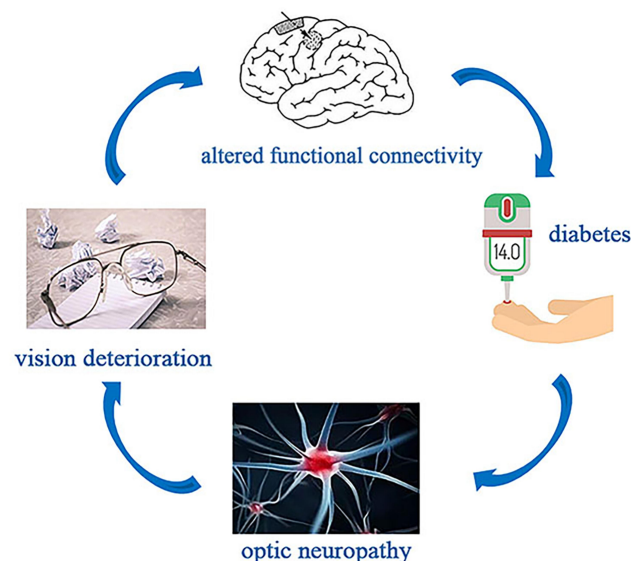 altered functional connectivity
14.0
diabetes
vision deterioration
optic neuropathy